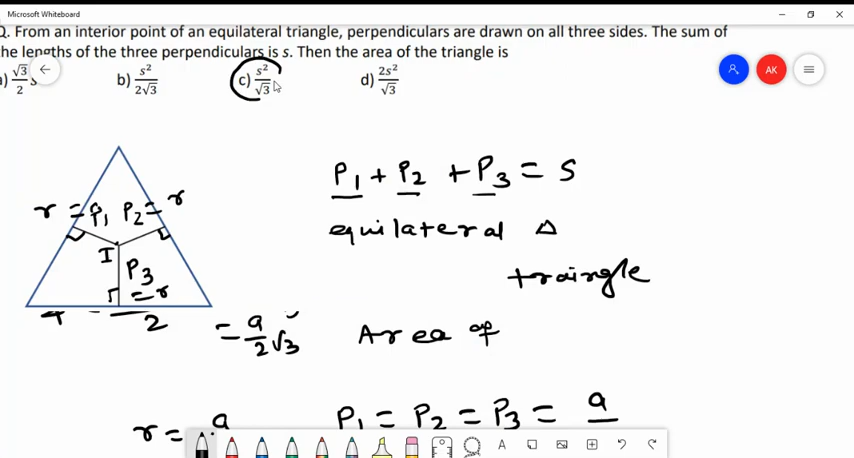 Microsoft Whiteboard
Q. From an interior point of an equilateral triangle, perpendiculars are drawn on all three sides. The sum of
the lengths of the three perpendiculars is s. Then the area of the triangle is
a) √3/2 s b) s²/2√3 c) s²/√3 d) 2s²/√3
AK
P₁ + P₂ + P₃ = s
r = P₁ P₂ = r
equilateral Δ
I
P₃
= r
traingle
2
= a/2√3 Area of
r = a P₁ = P₂ = P₃ = a
A